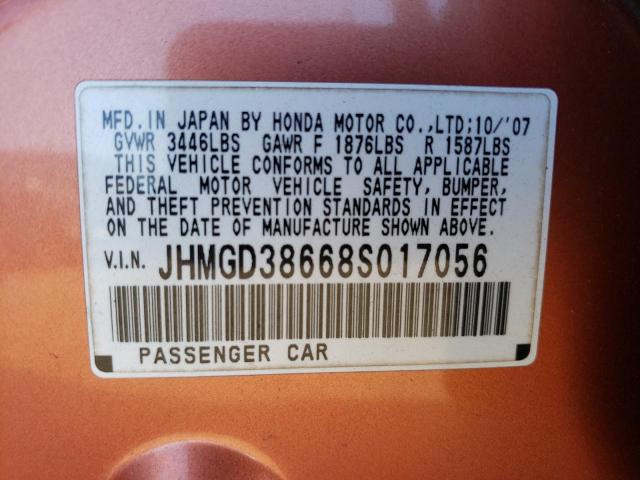 MFD.IN JAPAN BY HONDA MOTOR CO.,LTD;10/'07
GVWR 3446LBS GAWR F 1876LBS R 1587LBS
THIS VEHICLE CONFORMS TO ALL APPLICABLE
FEDERAL MOTOR VEHICLE SAFETY, BUMPER,
AND THEFT PREVENTION STANDARDS IN EFFECT
ON THE DATE OF MANUFACTURE SHOWN ABOVE.
V.I.N. JHMGD38668S017056
PASSENGER CAR